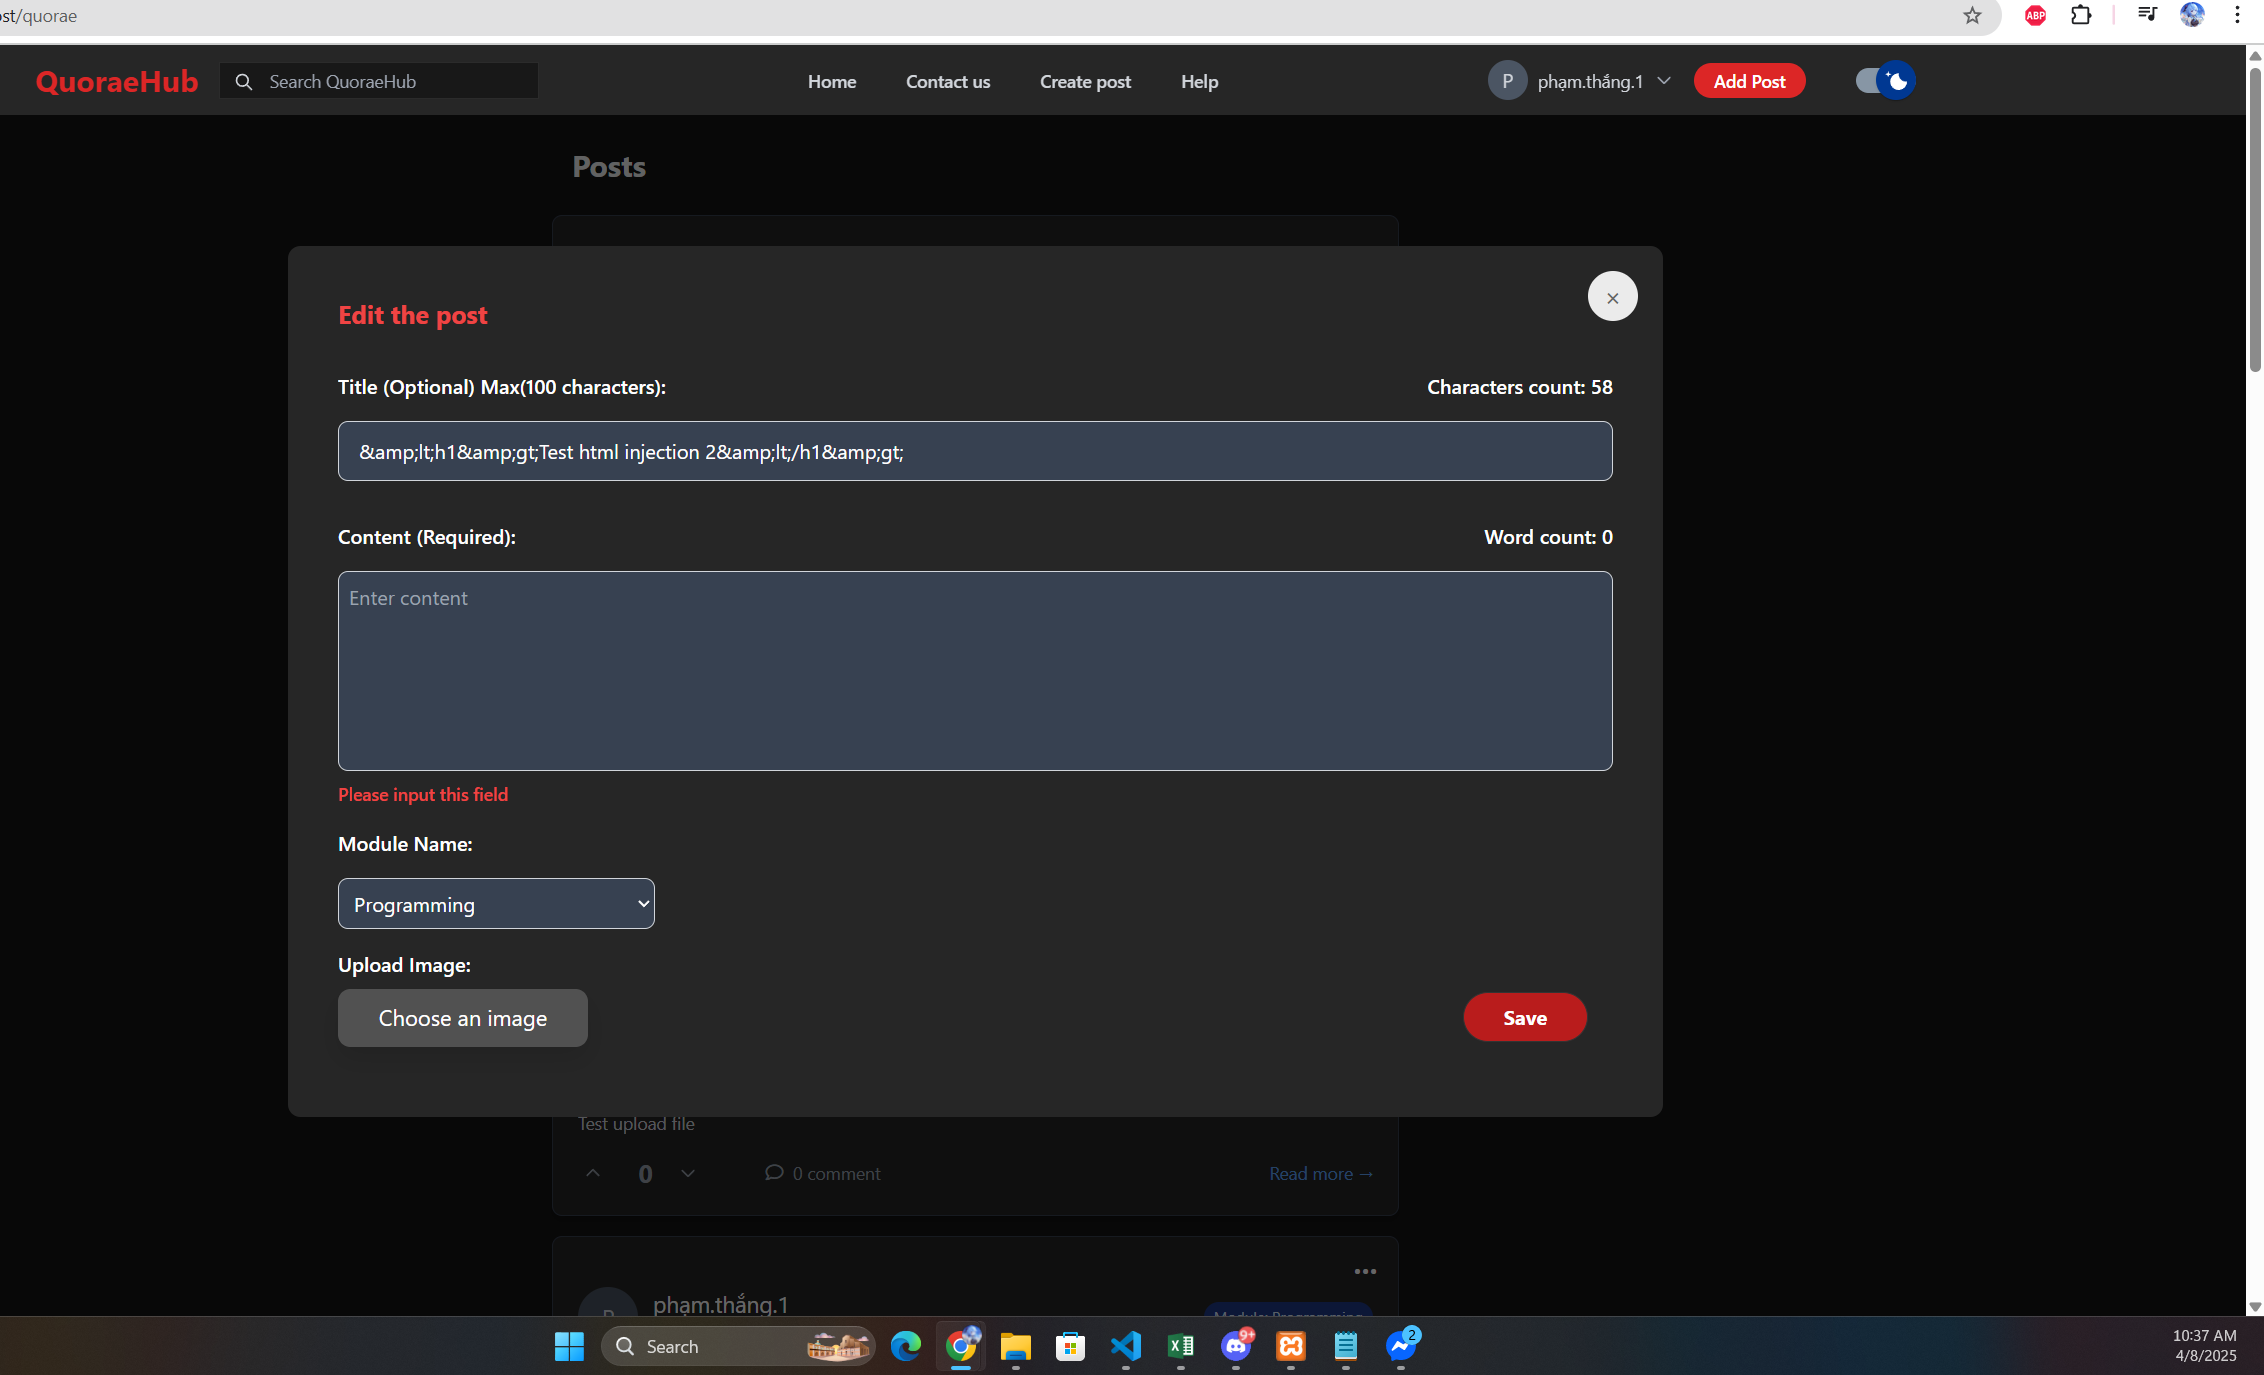 ost/quorae
ABP
QuoraeHub
Search QuoraeHub
Home
Contact us
Create post
Help
P
phạm.thắng.1
Add Post
Posts
Edit the post
×
Title (Optional) Max(100 characters):
Characters count: 58
&amp;lt;h1&amp;gt;Test html injection 2&amp;lt;/h1&amp;gt;
Content (Required):
Word count: 0
Enter content
Please input this field
Module Name:
Programming
Upload Image:
Choose an image
Save
Test upload file
0
0 comment
Read more →
phạm.thắng.1
P
Module: Programming
Search
9+
2
10:37 AM
4/8/2025